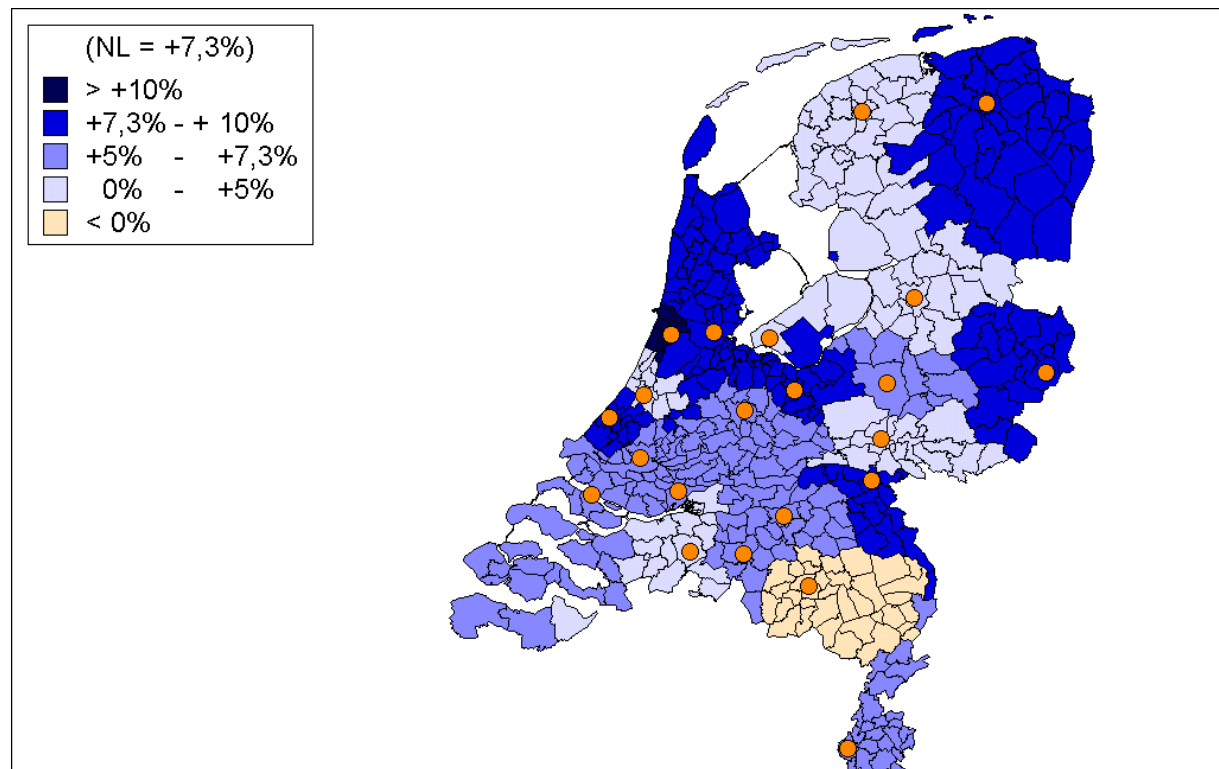 (NL = +7,3%)
> +10%
+7,3% - + 10%
+5% - +7,3%
0% - +5%
< 0%